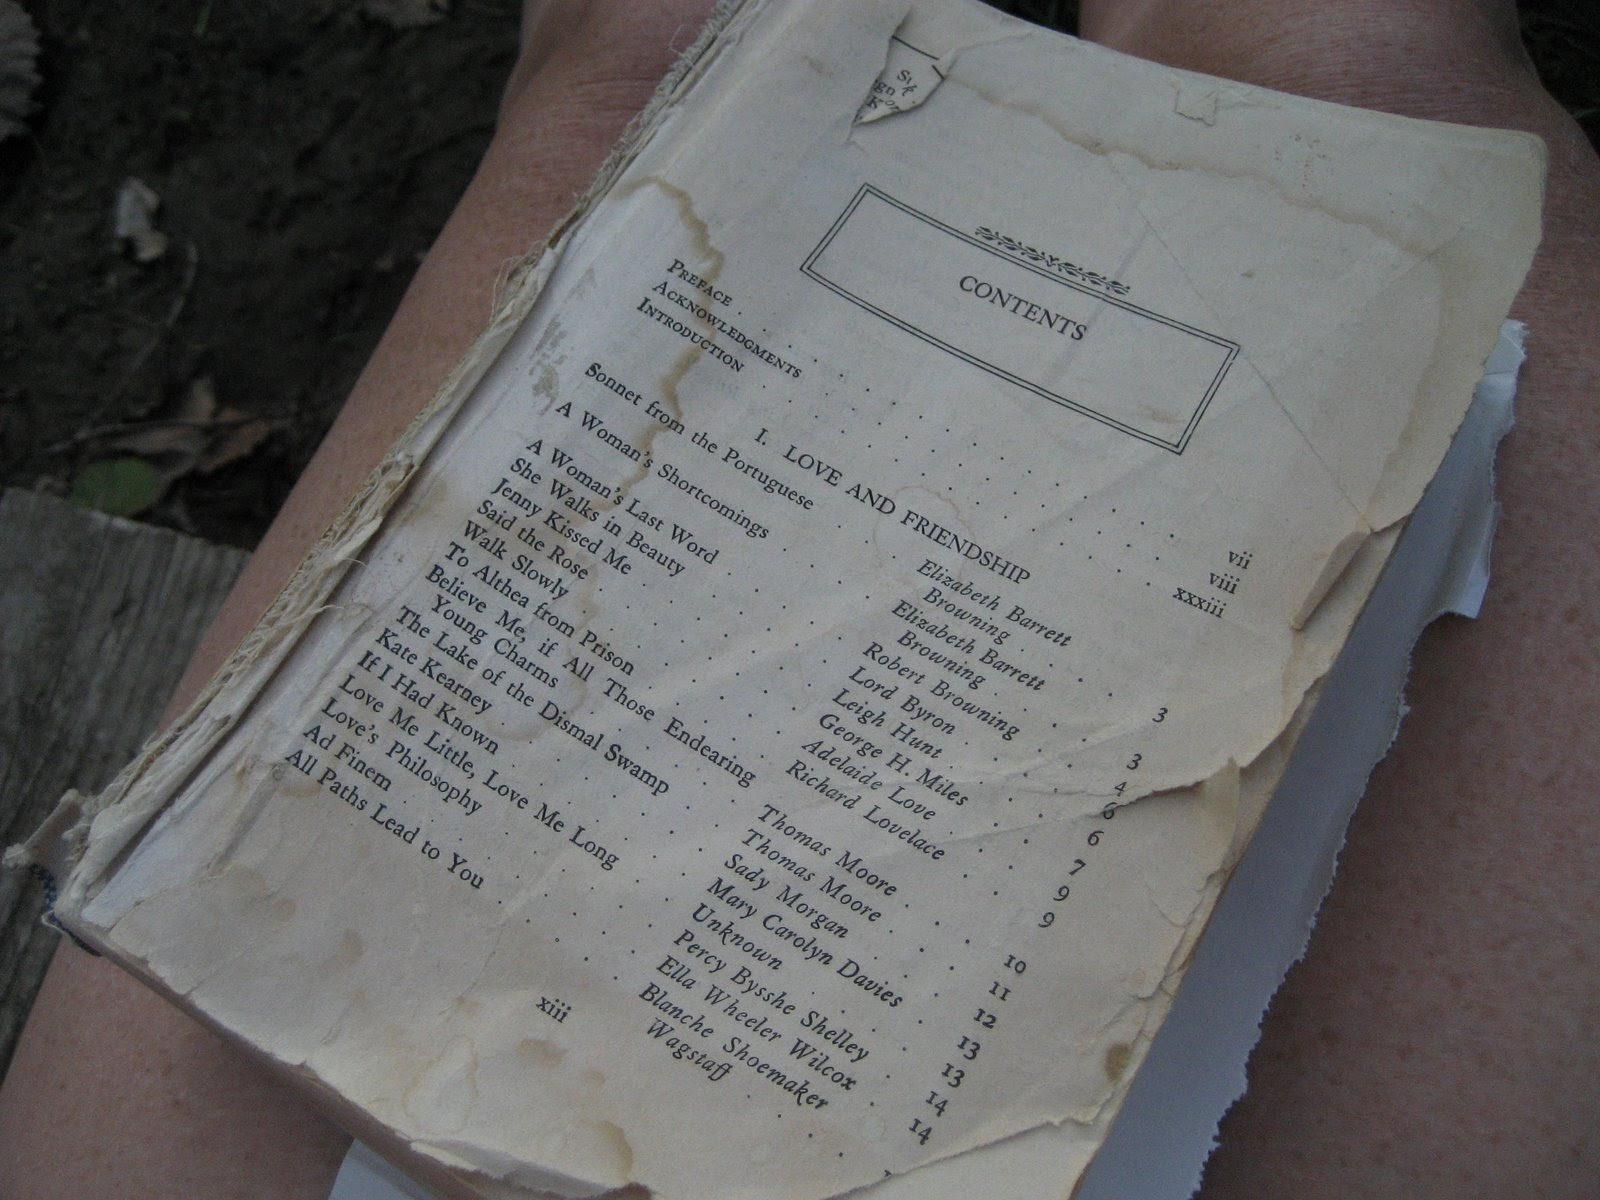 CONTENTS
PREFACE vii
ACKNOWLEDGMENTS viii
INTRODUCTION xxxiii
I. LOVE AND FRIENDSHIP
Sonnet from the Portuguese Elizabeth Barrett
Browning 3
A Woman's Shortcomings Elizabeth Barrett
Browning 3
A Woman's Last Word Robert Browning 4
She Walks in Beauty Lord Byron 6
Jenny Kissed Me Leigh Hunt 6
Said the Rose George H. Miles 7
Walk Slowly Adelaide Love 9
To Althea from Prison Richard Lovelace 9
Believe Me, if All Those Endearing
Young Charms Thomas Moore 10
The Lake of the Dismal Swamp Thomas Moore 11
Kate Kearney Sady Morgan 12
If I Had Known Mary Carolyn Davies 13
Love Me Little, Love Me Long Unknown 13
Love's Philosophy Percy Bysshe Shelley 14
Ad Finem Ella Wheeler Wilcox 14
All Paths Lead to You Blanche Shoemaker
Wagstaff
xiii